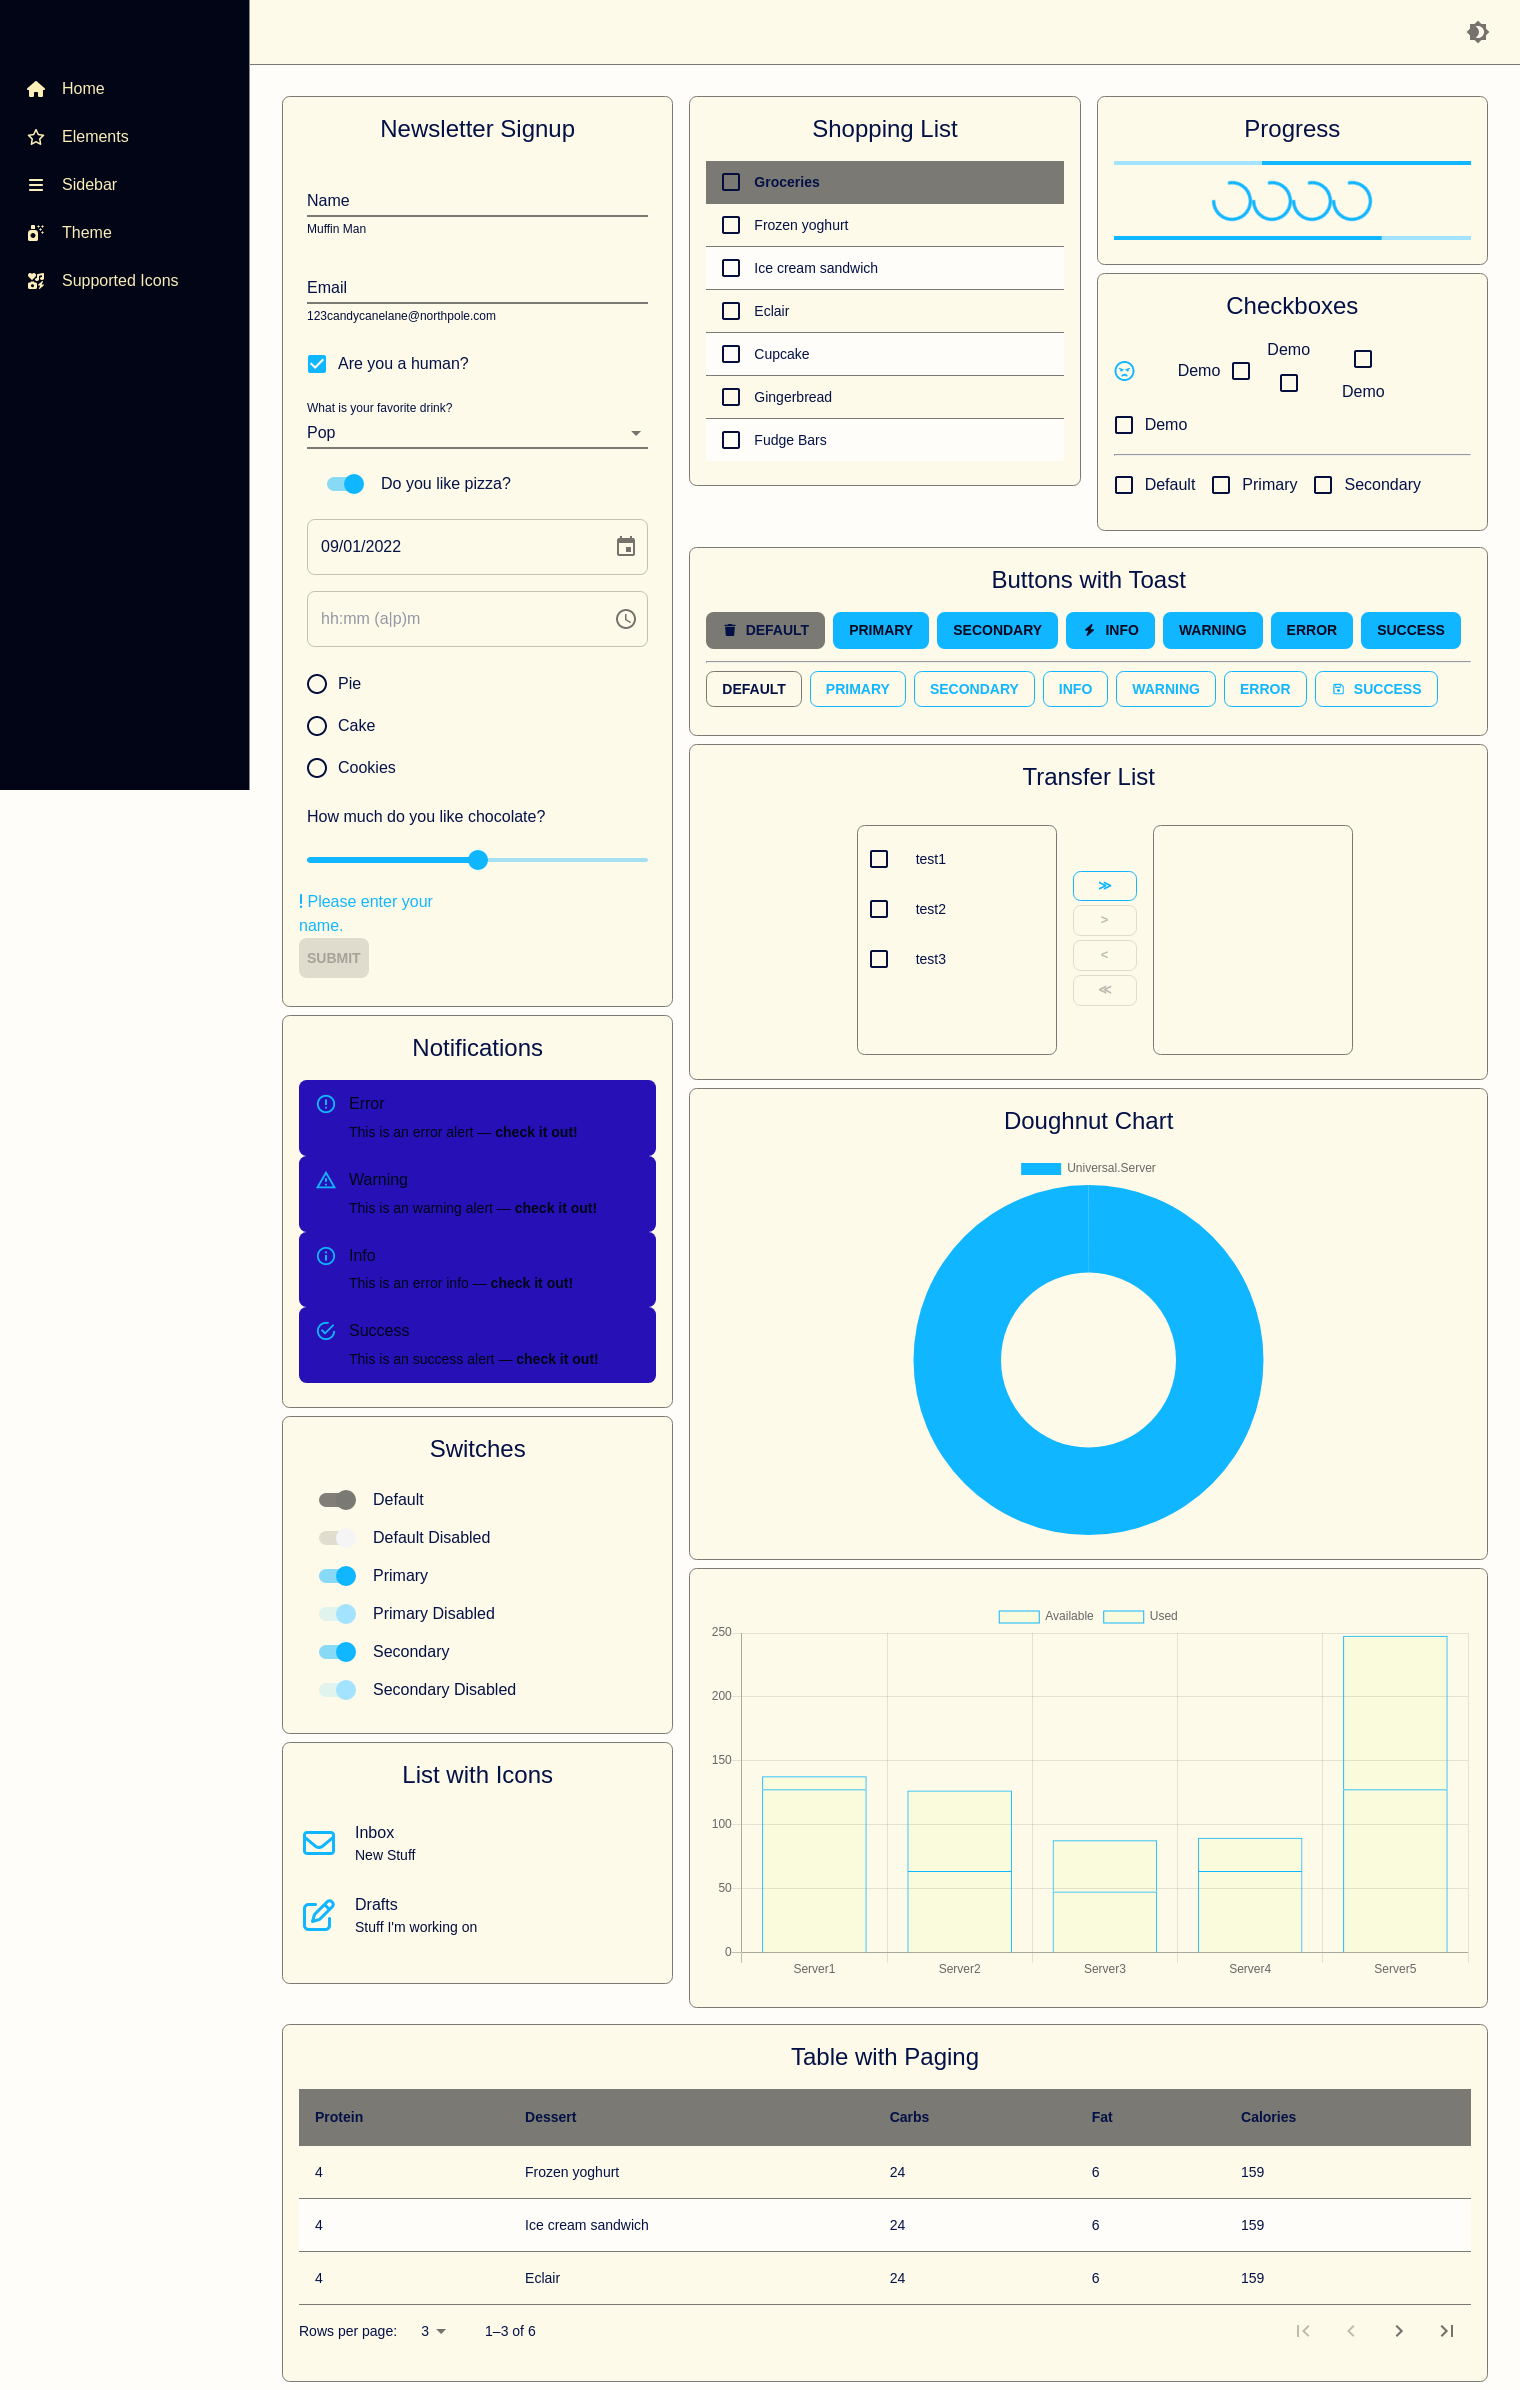 Home
Elements
Sidebar
Theme
Supported Icons
Newsletter Signup
Name
Muffin Man
Email
123candycanelane@northpole.com
Are you a human?
What is your favorite drink?
Pop
Do you like pizza?
09/01/2022
hh:mm (a|p)m
Pie
Cake
Cookies
How much do you like chocolate?
! Please enter your
name.
SUBMIT
Notifications
Error
This is an error alert — check it out!
Warning
This is an warning alert — check it out!
Info
This is an error info — check it out!
Success
This is an success alert — check it out!
Switches
Default
Default Disabled
Primary
Primary Disabled
Secondary
Secondary Disabled
List with Icons
Inbox
New Stuff
Drafts
Stuff I'm working on
Shopping List
Groceries
Frozen yoghurt
Ice cream sandwich
Eclair
Cupcake
Gingerbread
Fudge Bars
Progress
Checkboxes
Demo
Demo
Demo
Demo
Default Primary Secondary
Buttons with Toast
DEFAULT PRIMARY SECONDARY INFO WARNING ERROR SUCCESS
DEFAULT PRIMARY SECONDARY INFO WARNING ERROR SUCCESS
Transfer List
test1
test2
test3
≫
>
<
≪
Doughnut Chart
Universal.Server
Available Used
250
200
150
100
50
0
Server1 Server2 Server3 Server4 Server5
Table with Paging
Protein Dessert Carbs Fat Calories
4 Frozen yoghurt 24 6 159
4 Ice cream sandwich 24 6 159
4 Eclair 24 6 159
Rows per page: 3 1–3 of 6